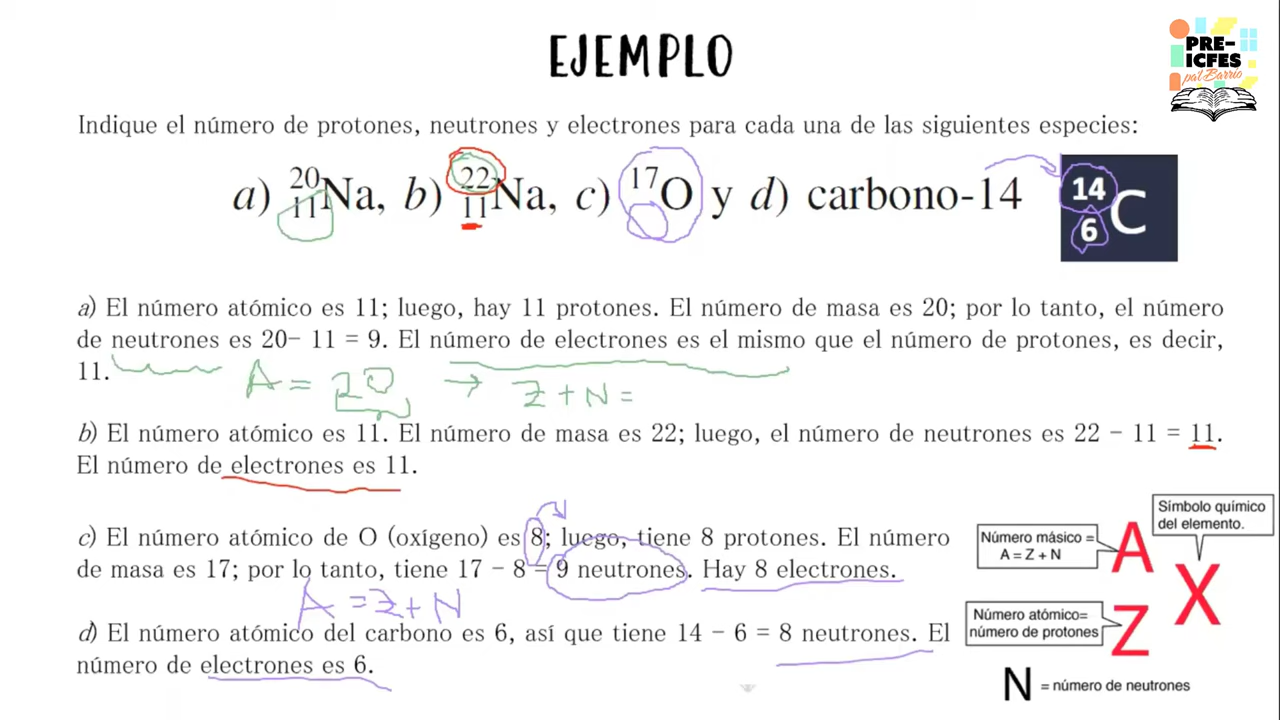 EJEMPLO
PRE-
ICFES
pal Barrio
Indique el número de protones, neutrones y electrones para cada una de las siguientes especies:
a) ²⁰₁₁Na, b) ²²₁₁Na, c) ¹⁷O y d) carbono-14
14
6 C
a) El número atómico es 11; luego, hay 11 protones. El número de masa es 20; por lo tanto, el número
de neutrones es 20− 11 = 9. El número de electrones es el mismo que el número de protones, es decir,
11.
A = 20 → Z + N =
b) El número atómico es 11. El número de masa es 22; luego, el número de neutrones es 22 − 11 = 11.
El número de electrones es 11.
c) El número atómico de O (oxígeno) es 8; luego, tiene 8 protones. El número
de masa es 17; por lo tanto, tiene 17 − 8 = 9 neutrones. Hay 8 electrones.
A = Z + N
d) El número atómico del carbono es 6, así que tiene 14 − 6 = 8 neutrones. El
número de electrones es 6.
Símbolo químico
del elemento.
Número másico =
A = Z + N
A
X
Número atómico=
número de protones
Z
N = número de neutrones